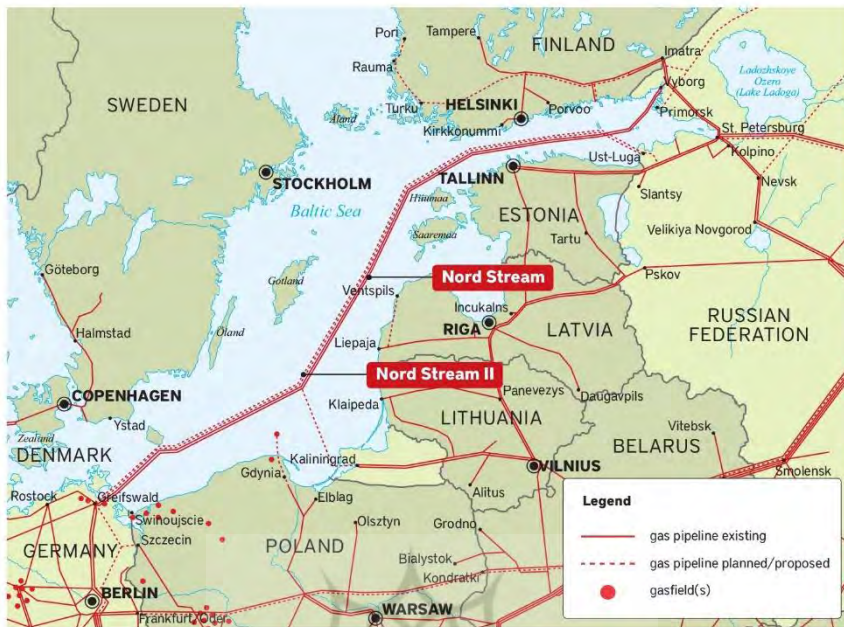 Pori
Tampere
FINLAND
Imatra
Rauma
Ladozhskoye
Ozero
(Lake Ladoga)
SWEDEN
Vyborg
Åland
Turku
HELSINKI
Porvoo
Primorsk
Kirkkonummi
St. Petersburg
Kolpino
Ust-Luga
STOCKHOLM
TALLINN
Nevsk
Slantsy
Hiiumaa
Baltic Sea
ESTONIA
Saaremaa
Tartu
Velikiya Novgorod
Göteborg
Nord Stream
Pskov
Gotland
Ventspils
Incukalns
RUSSIAN
FEDERATION
Halmstad
Öland
RIGA
LATVIA
Liepaja
Nord Stream II
Panevezys
Daugavpils
COPENHAGEN
Klaipeda
LITHUANIA
Ystad
Vitebsk
Zealand
BELARUS
DENMARK
Kaliningrad
VILNIUS
Smolensk
Gdynia
Rostock
Greifswald
Alitus
Elblag
Swinoujscie
Olsztyn
Grodno
Szczecin
GERMANY
POLAND
Bialystok
Kondratki
BERLIN
Frankfurt/Oder
WARSAW
Legend
gas pipeline existing
gas pipeline planned/proposed
gasfield(s)